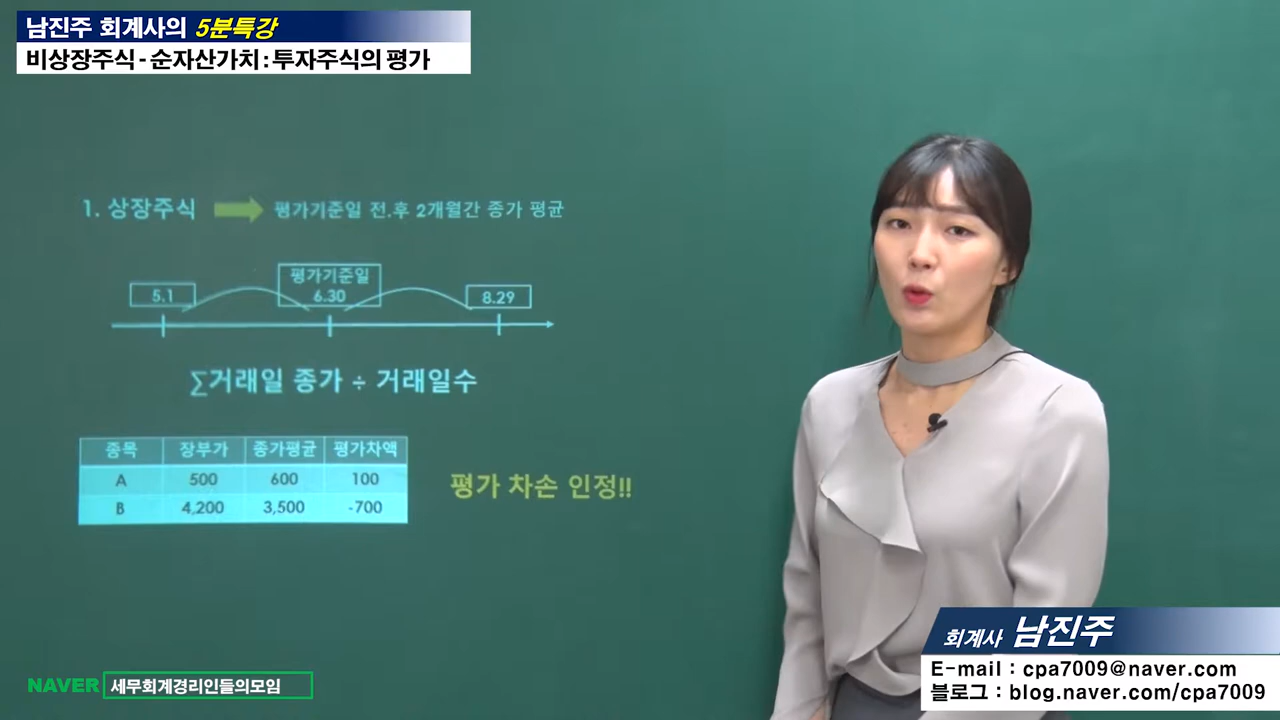 남진주 회계사의 5분특강
비상장주식 - 순자산가치 : 투자주식의 평가
1. 상장주식 평가기준일 전.후 2개월간 종가 평균
평가기준일
5.1 6.30 8.29
∑거래일 종가 ÷ 거래일수
종목 장부가 종가평균 평가차액
A 500 600 100
B 4,200 3,500 -700
평가 차손 인정!!
회계사 남진주
E-mail : cpa7009@naver.com
블로그 : blog.naver.com/cpa7009
NAVER 세무회계경리인들의모임